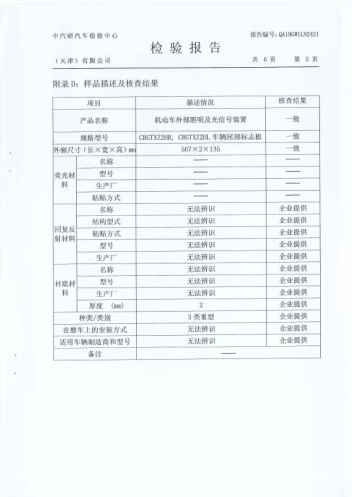 中汽研汽车检验中心
（天津）有限公司
检验报告
报告编号：QA19GW1LNZ421
共 6 页 第 5 页
附录 D：样品描述及核查结果
项目 描述情况 核查结果
产品名称 机动车外部照明及光信号装置 一致
规格型号 CRGTXZ2HR, CRGTXZ2HL 车辆尾部标志板 一致
外廓尺寸（长×宽×高）mm 567×2×135 一致
荧光材料
名称 —— ——
型号 —— ——
生产厂 —— ——
粘贴方式 —— ——
回复反射材料
名称 无法辨识 企业提供
结构型式 无法辨识 企业提供
粘贴方式 无法辨识 企业提供
型号 无法辨识 企业提供
生产厂 无法辨识 企业提供
衬底材料
名称 无法辨识 企业提供
型号 无法辨识 企业提供
生产厂 无法辨识 企业提供
厚度 (mm) 2 企业提供
种类/类别 3 类重型 企业提供
在整车上的安装方式 无法辨识 企业提供
适用车辆制造商和型号 无法辨识 企业提供
备注 ——